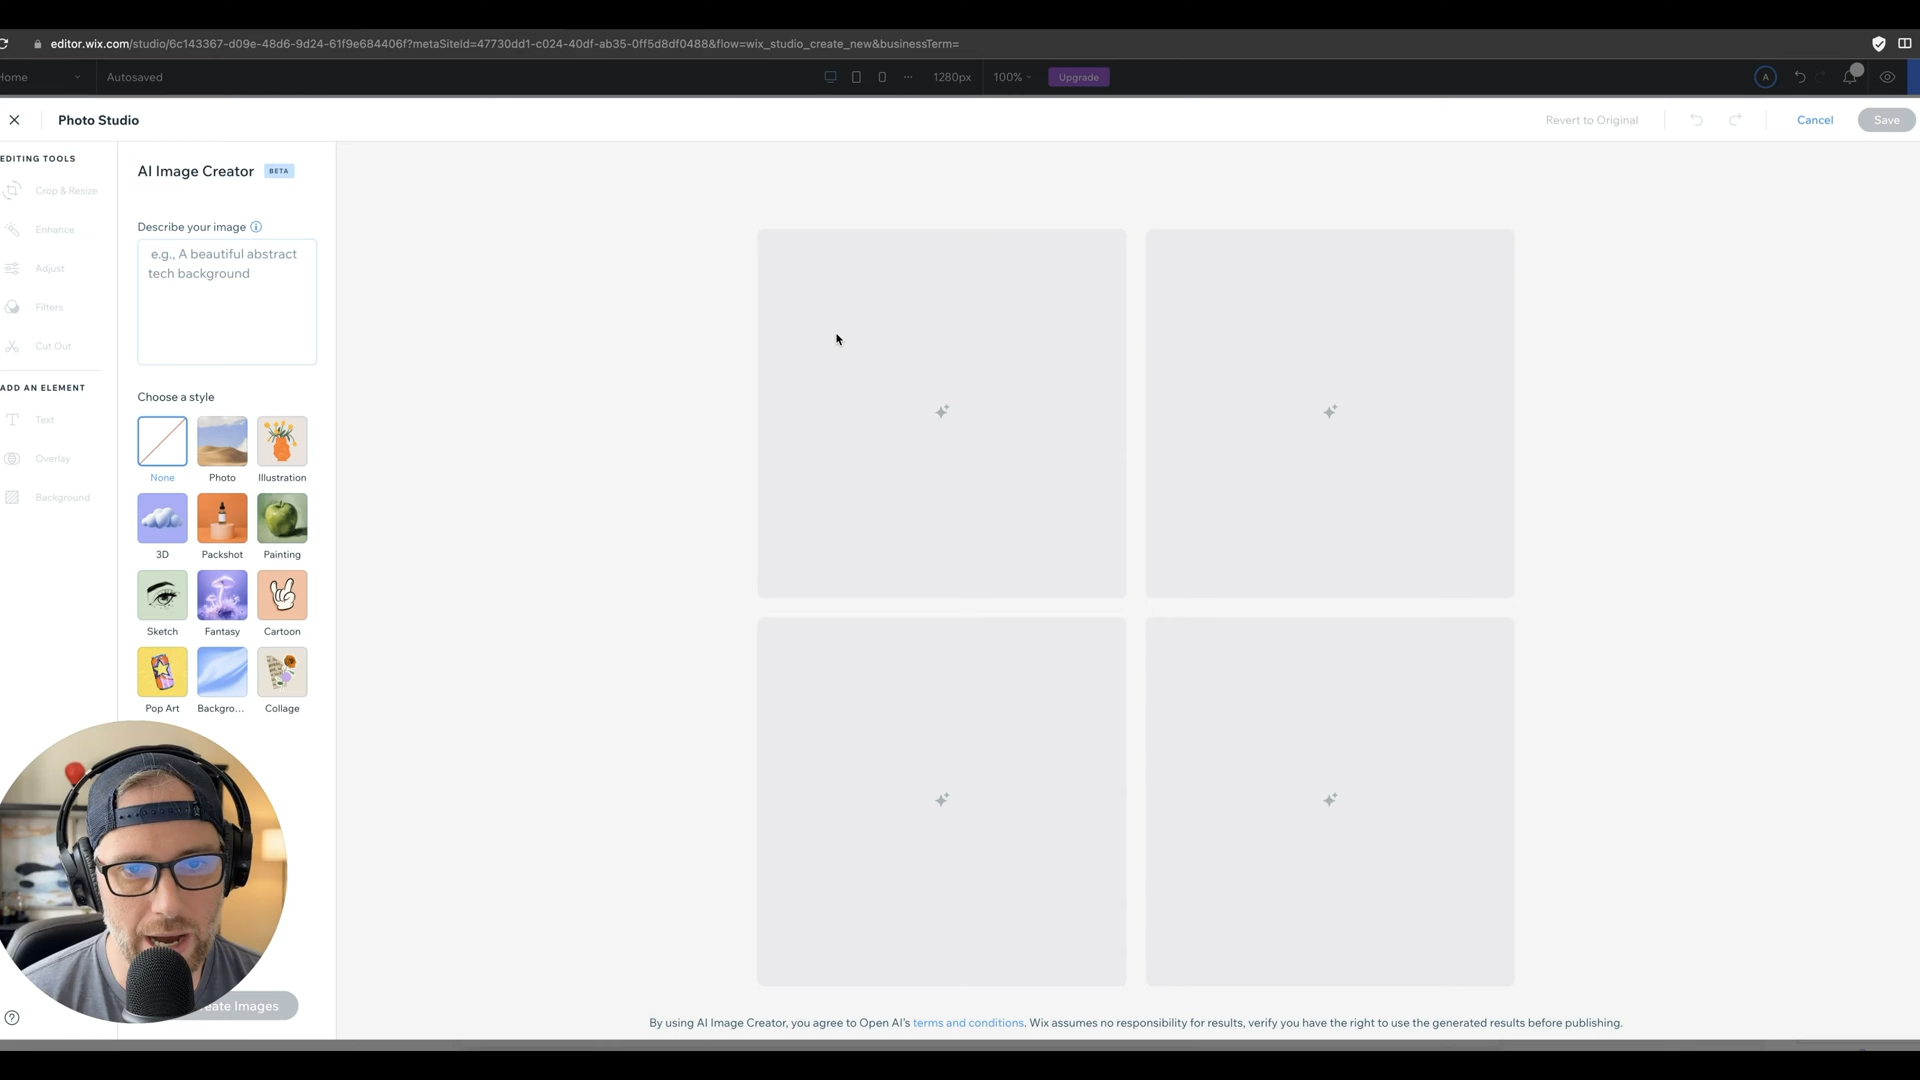 editor.wix.com/studio/6c143367-d09e-48d6-9d24-61f9e684406f?metaSiteId=47730dd1-c024-40df-ab35-0ff5d8df0488&flow=wix_studio_create_new&businessTerm=
Home Autosaved 1280px 100% Upgrade A
Photo Studio Revert to Original Cancel Save
EDITING TOOLS
Crop & Resize
Enhance
Adjust
Filters
Cut Out
ADD AN ELEMENT
Text
Overlay
Background
AI Image Creator BETA
Describe your image
e.g., A beautiful abstract
tech background
Choose a style
None Photo Illustration
3D Packshot Painting
Sketch Fantasy Cartoon
Pop Art Backgro... Collage
Images
By using AI Image Creator, you agree to Open AI's terms and conditions. Wix assumes no responsibility for results, verify you have the right to use the generated results before publishing.